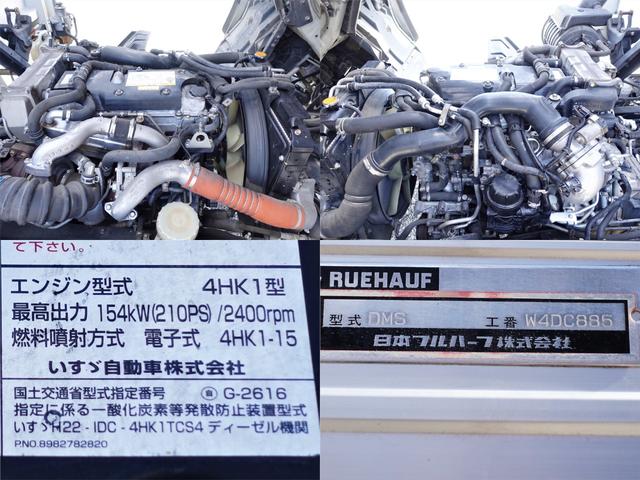 て下さい。
エンジン型式 4HK1型
最高出力 154kW(210PS)/2400rpm
燃料噴射方式 電子式 4HK1-15
いすゞ自動車株式会社
国土交通省型式指定番号 自 G-2616
指定に係る一酸化炭素等発散防止装置型式
いすゞH22-IDC-4HK1TCS4 ディーゼル機関
P.NO.8982782820
RUEHAUF
型式 DMS 工番 W4DC885
日本フルハーフ株式会社